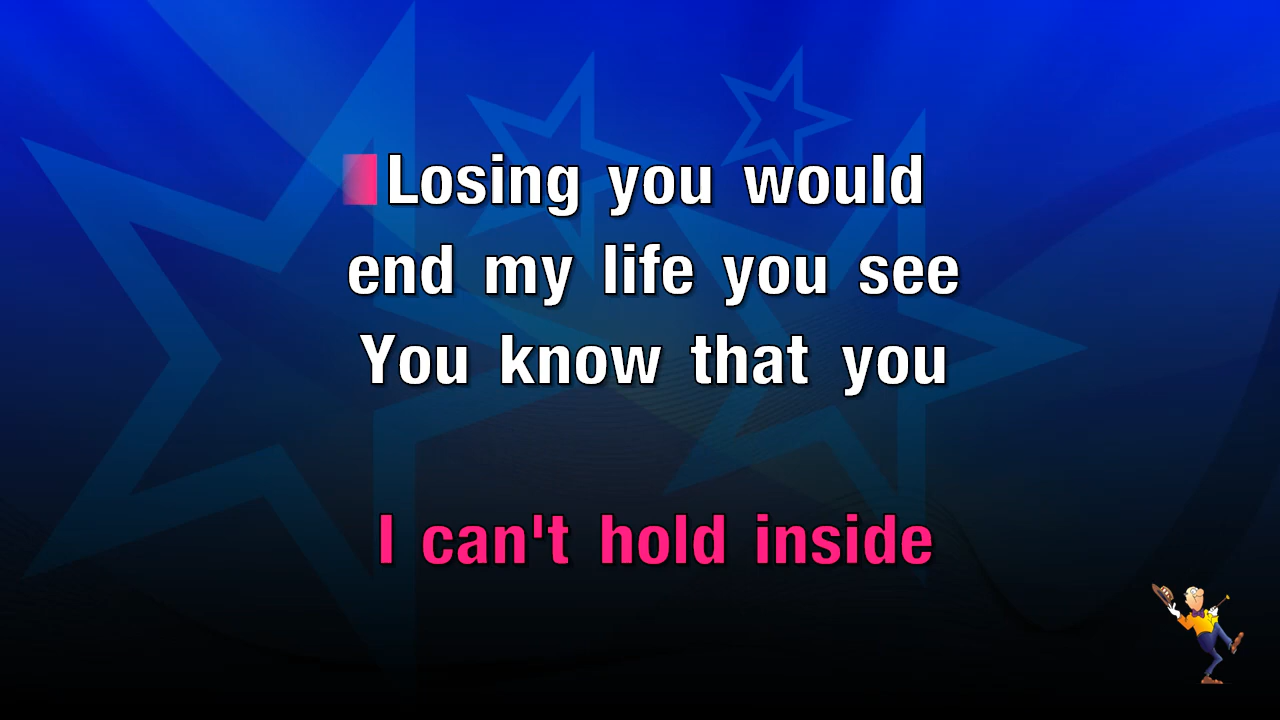 Losing you would
end my life you see
You know that you
I can't hold inside